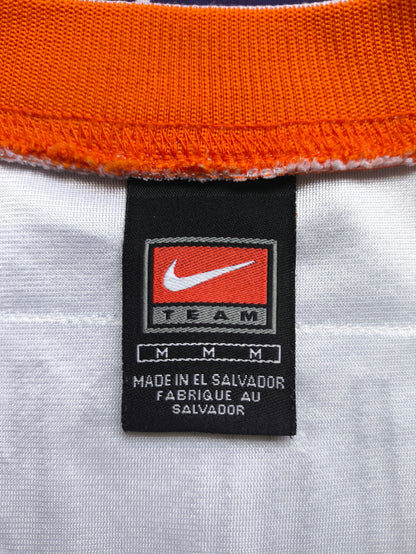 TEAM
M M M
MADE IN EL SALVADOR
FABRIQUE AU
SALVADOR